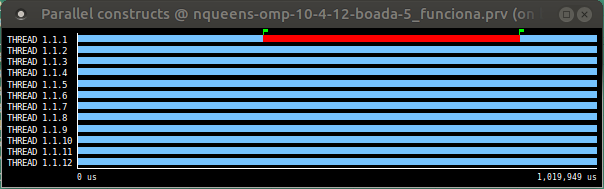 Parallel constructs @ nqueens-omp-10-4-12-boada-5_funciona.prv (on
THREAD 1.1.1
THREAD 1.1.2
THREAD 1.1.3
THREAD 1.1.4
THREAD 1.1.5
THREAD 1.1.6
THREAD 1.1.7
THREAD 1.1.8
THREAD 1.1.9
THREAD 1.1.10
THREAD 1.1.11
THREAD 1.1.12
0 us 1,019,949 us